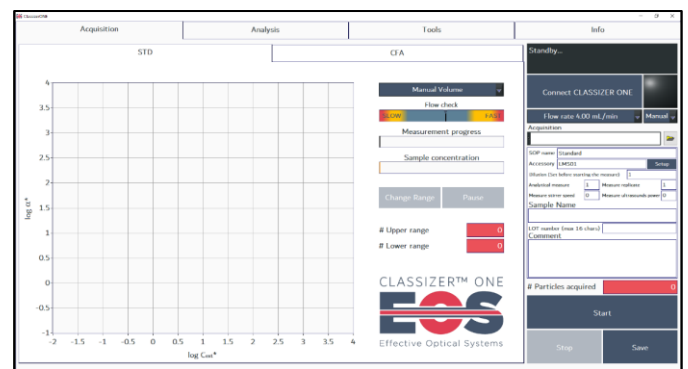 ClassizerONE
Acquisition Analysis Tools Info
STD CFA
Standby...
Manual Volume
Connect CLASSIZER ONE
Flow check
SLOW FAST
Flow rate 4.00 mL/min Manual
Measurement progress
Acquisition
Sample concentration
SOP name Standard
Accessory LMS01 Setup
Dilution (Set before starting the measure) 1
Analytical measure 1 Measure replicate 1
Measure stirrer speed 0 Measure ultrasounds power 0
Change Range Pause
Sample Name
# Upper range 0
LOT number (max 16 chars)
# Lower range 0
Comment
CLASSIZER™ ONE
EOS
Effective Optical Systems
# Particles acquired 0
Start
Stop Save
4
3.5
3
2.5
2
1.5
1
0.5
0
-0.5
-1
log α*
-2 -1.5 -1 -0.5 0 0.5 1 1.5 2 2.5 3 3.5 4
log Cext*